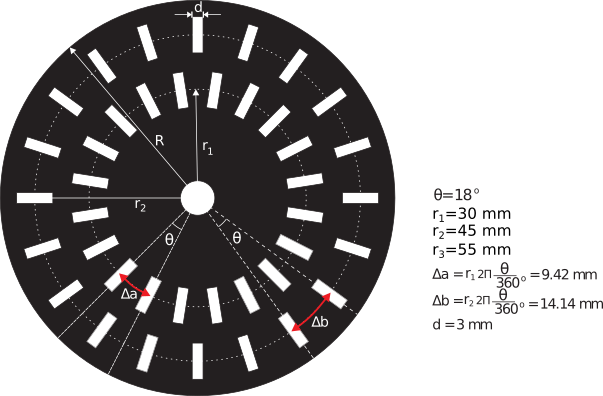 d
R
r₁
r₂
θ
θ
Δa
Δb
θ=18°
r₁=30 mm
r₂=45 mm
r₃=55 mm
Δa = r₁ 2π θ/360° = 9.42 mm
Δb = r₂ 2π θ/360° = 14.14 mm
d = 3 mm